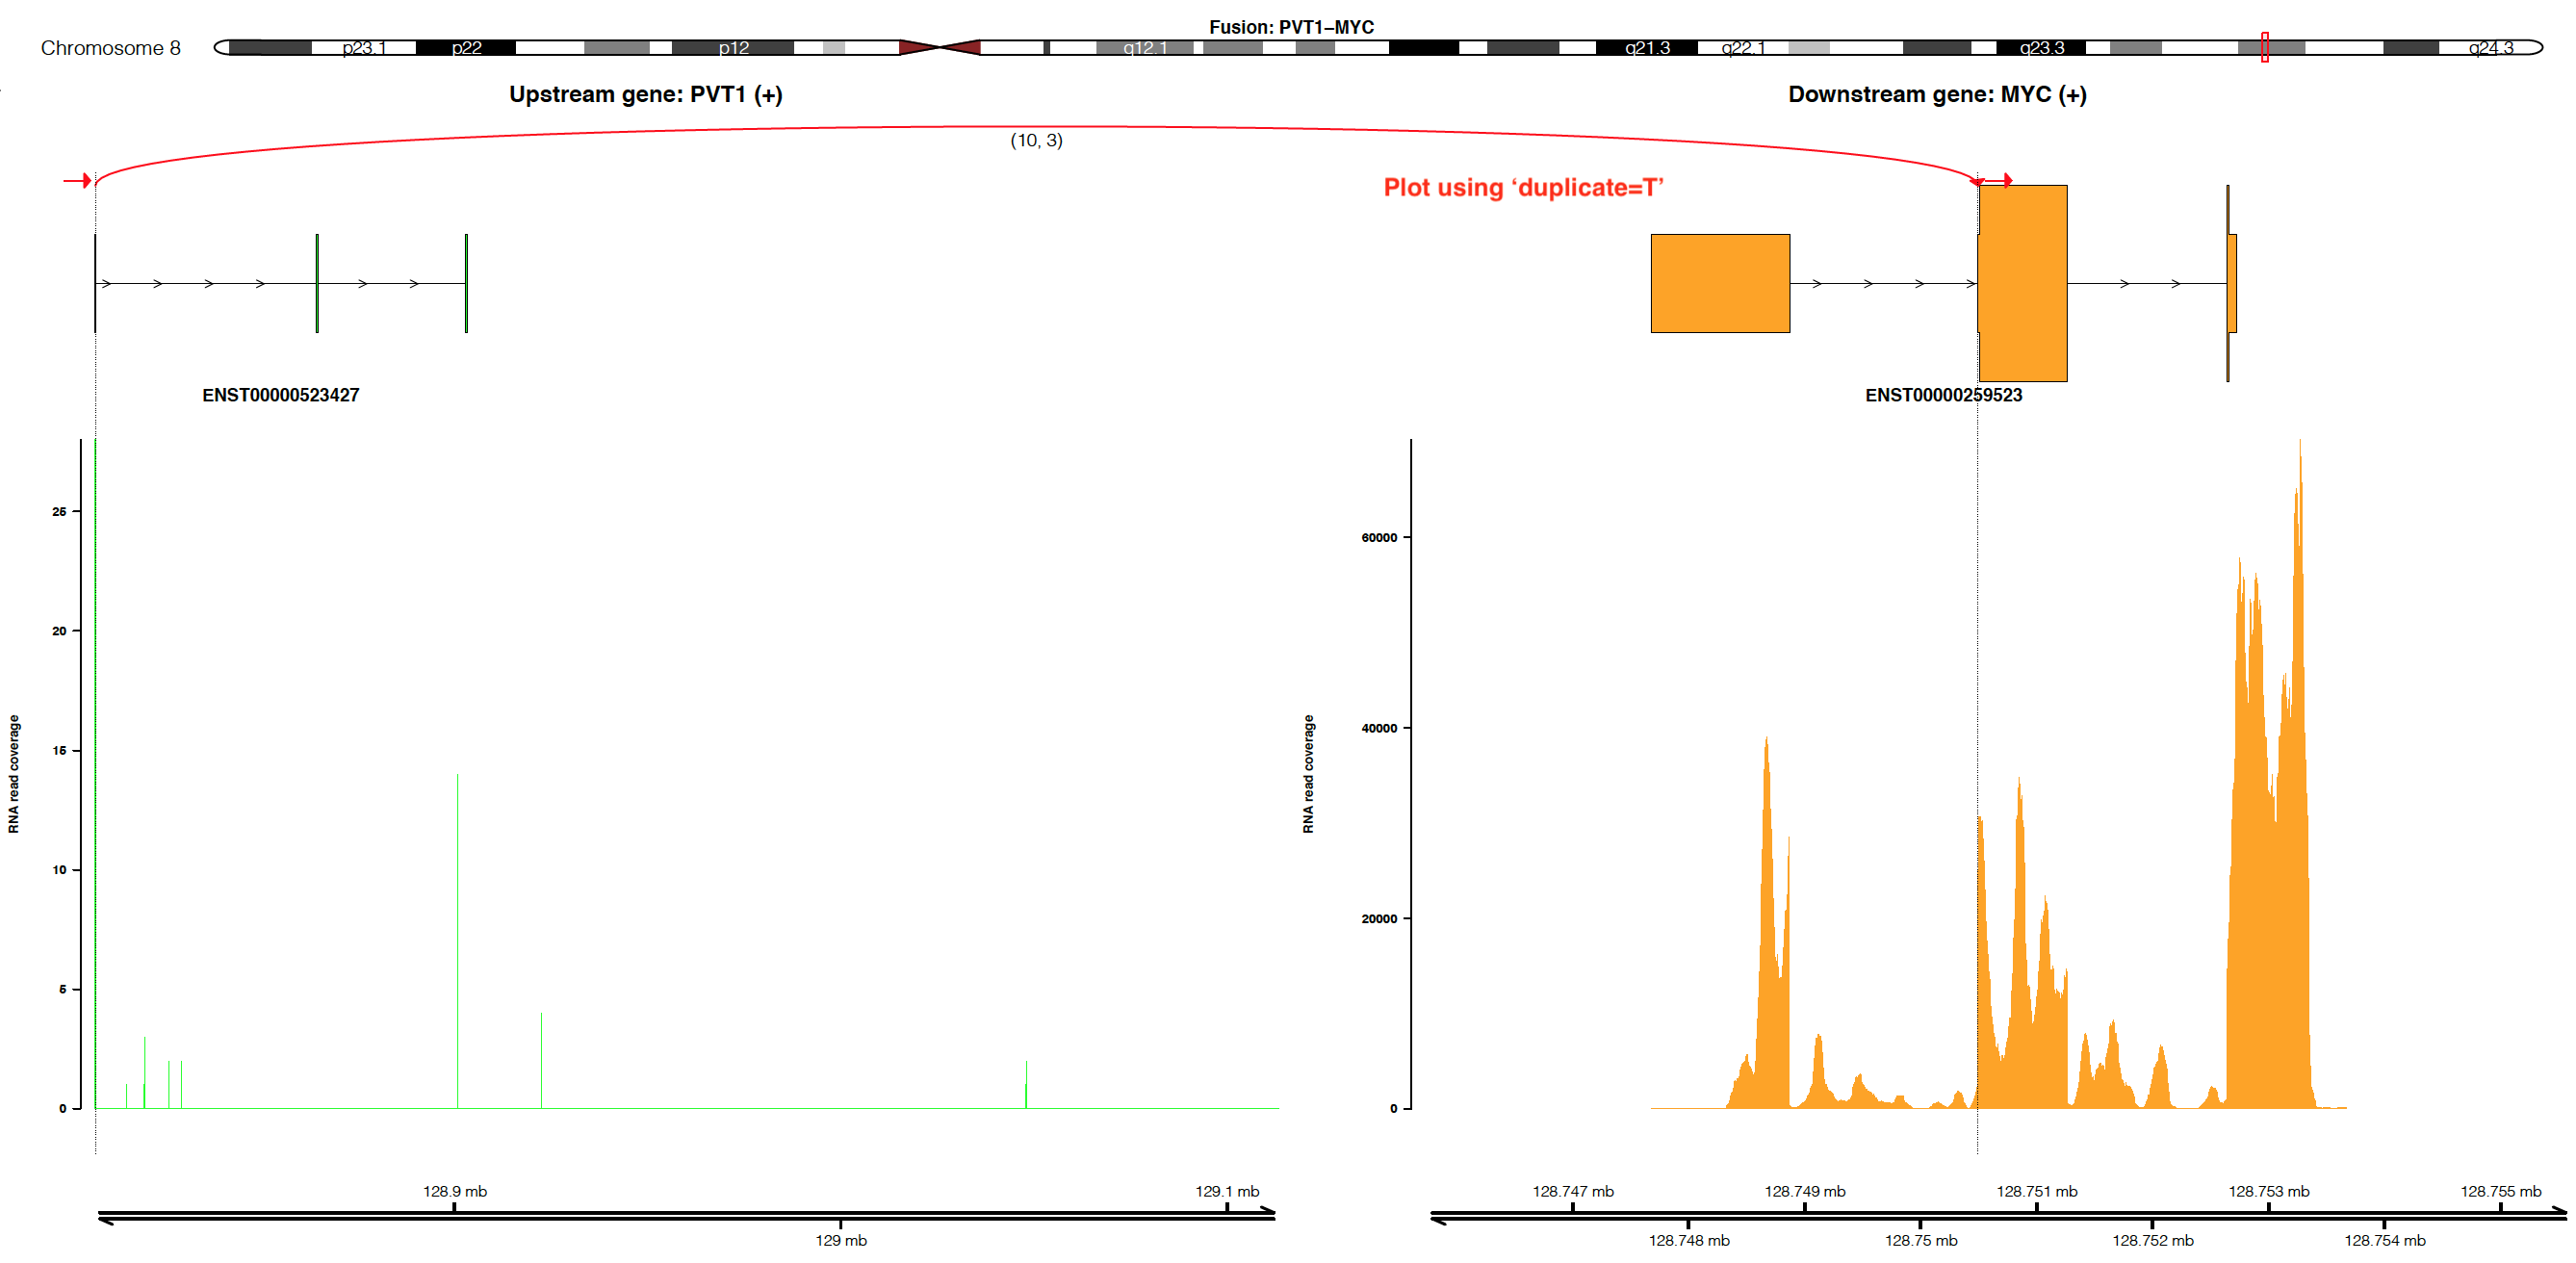 Fusion: PVT1–MYC
Chromosome 8
p23.1 p22 p12 q12.1 q21.3 q22.1 q23.3 q24.3
Upstream gene: PVT1 (+)
Downstream gene: MYC (+)
(10, 3)
Plot using ‘duplicate=T’
ENST00000523427
ENST00000259523
RNA read coverage
25
20
15
10
5
0
RNA read coverage
60000
40000
20000
0
128.9 mb
129.1 mb
129 mb
128.747 mb
128.749 mb
128.751 mb
128.753 mb
128.755 mb
128.748 mb
128.75 mb
128.752 mb
128.754 mb